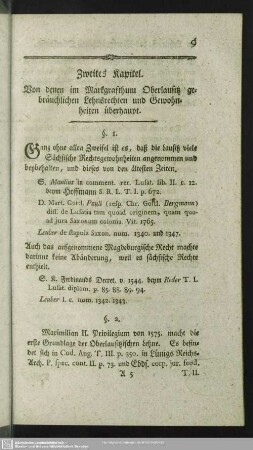 9
Zweites Kapitel.
Von denen im Markgrafthum Oberlausitz ge-
bräuchlichen Lehnsrechten und Gewohn-
heiten überhaupt.
§. 1.
Ganz ohne allen Zweifel ist es, daß die Lausitz viele
Sächsische Rechtsgewohnheiten angenommen und
beybehalten, und dieses von den ältesten Zeiten,
S. Manlius in comment. rer. Lusat. lib. II. c. 12.
beym Hoffmann S. R. L. T. I. p. 672.
D. Mart. Gottl. Pauli (resp. Chr. Gottl. Bergmann)
diss. de Lusatia tam quoad originem, quam quo-
ad jura Saxonum colonia. Vit. 1765.
Leuber de stapula Saxon. num. 1340. und 1347.
Auch das aufgenommene Magdeburgische Recht machte
darinne keine Abänderung, weil es sächsische Rechte
enthielt.
S. K. Ferdinands Decret. v. 1544. beym Redern T. I.
Lusat. diplom. p. 85. 88. 89. 94.
Leuber l. c. num. 1342. 1343.
§. 2.
Maximilian II. Privilegium von 1575. macht die
erste Grundlage der Oberlausitzischen Lehne. Es befin-
det sich in Cod. Aug. T. III. p. 350. in Lünigs Reichs-
Arch. P. spec. cont. II. p. 73. und Ebds. corp. jur. feud.
A 5
T. II.